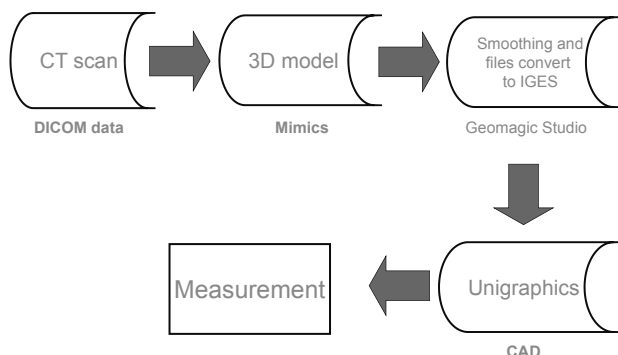 CT scan
DICOM data
3D model
Mimics
Smoothing and
files convert
to IGES
Geomagic Studio
Unigraphics
CAD
Measurement